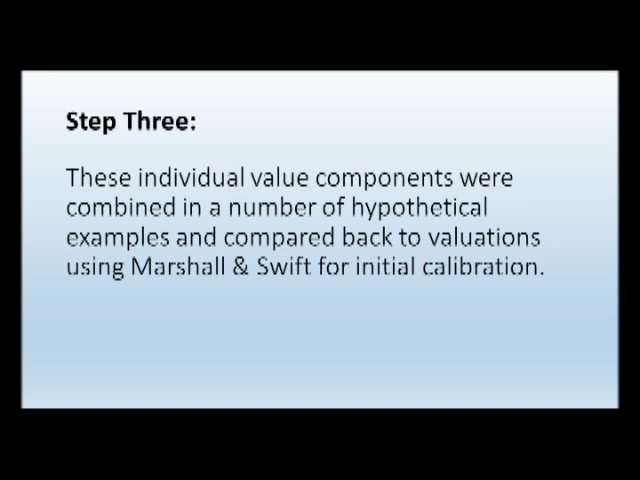 Step Three:
These individual value components were
combined in a number of hypothetical
examples and compared back to valuations
using Marshall & Swift for initial calibration.